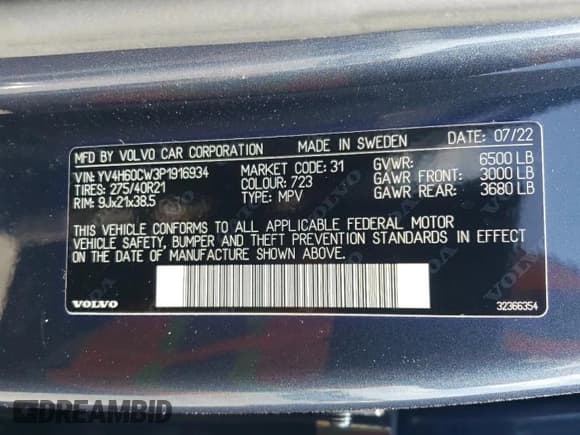 MFD BY VOLVO CAR CORPORATION MADE IN SWEDEN DATE: 07/22
VIN: YV4H60CW3P1916934 MARKET CODE: 31 GVWR: 6500 LB
TIRES: 275/40R21 COLOUR: 723 GAWR FRONT: 3000 LB
RIM: 9Jx21x38.5 TYPE: MPV GAWR REAR: 3680 LB
THIS VEHICLE CONFORMS TO ALL APPLICABLE FEDERAL MOTOR
VEHICLE SAFETY, BUMPER AND THEFT PREVENTION STANDARDS IN EFFECT
ON THE DATE OF MANUFACTURE SHOWN ABOVE.
VOLVO 32366354
DREAMBID